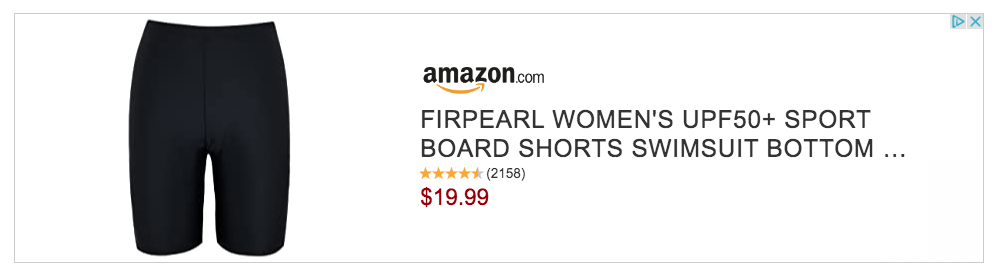 amazon.com
FIRPEARL WOMEN'S UPF50+ SPORT
BOARD SHORTS SWIMSUIT BOTTOM ...
(2158)
$19.99